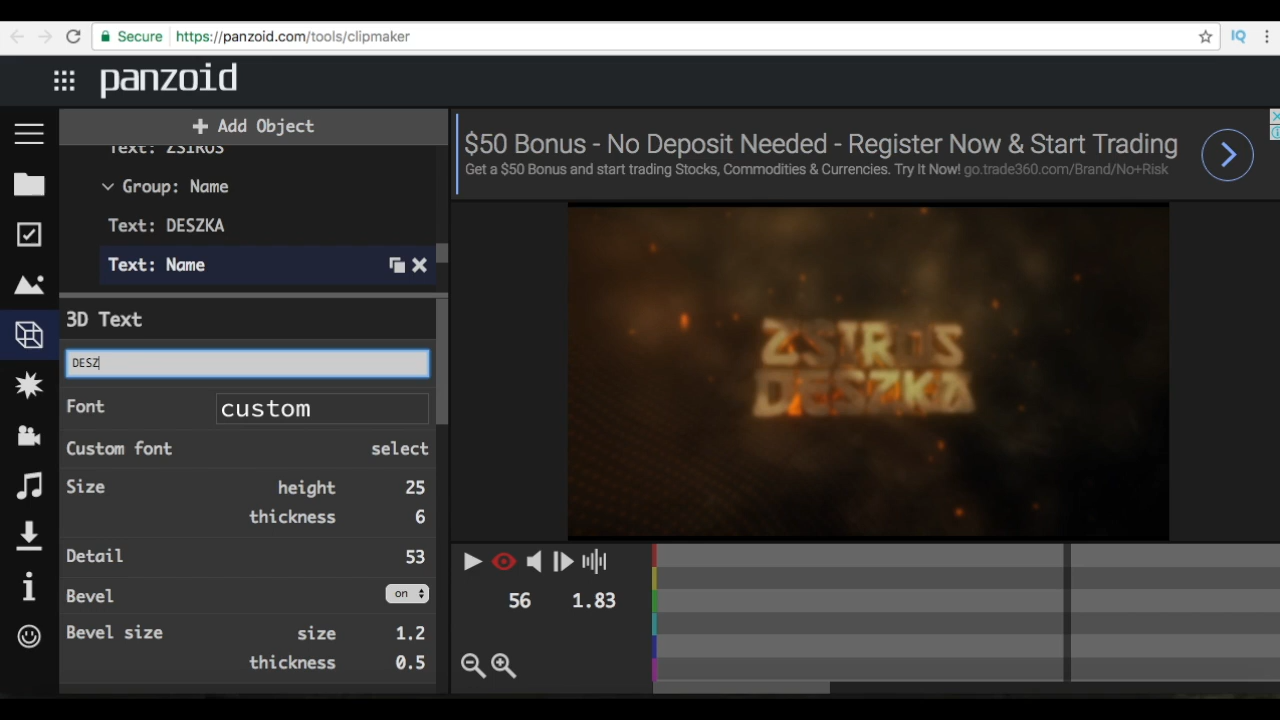 Secure https://panzoid.com/tools/clipmaker
IQ
panzoid
+ Add Object
Text: ZSIROS
Group: Name
Text: DESZKA
Text: Name
3D Text
DESZ
Font custom
Custom font select
Size height 25
thickness 6
Detail 53
Bevel on
Bevel size size 1.2
thickness 0.5
$50 Bonus - No Deposit Needed - Register Now & Start Trading
Get a $50 Bonus and start trading Stocks, Commodities & Currencies. Try It Now! go.trade360.com/Brand/No+Risk
ZSIROS
DESZKA
56 1.83